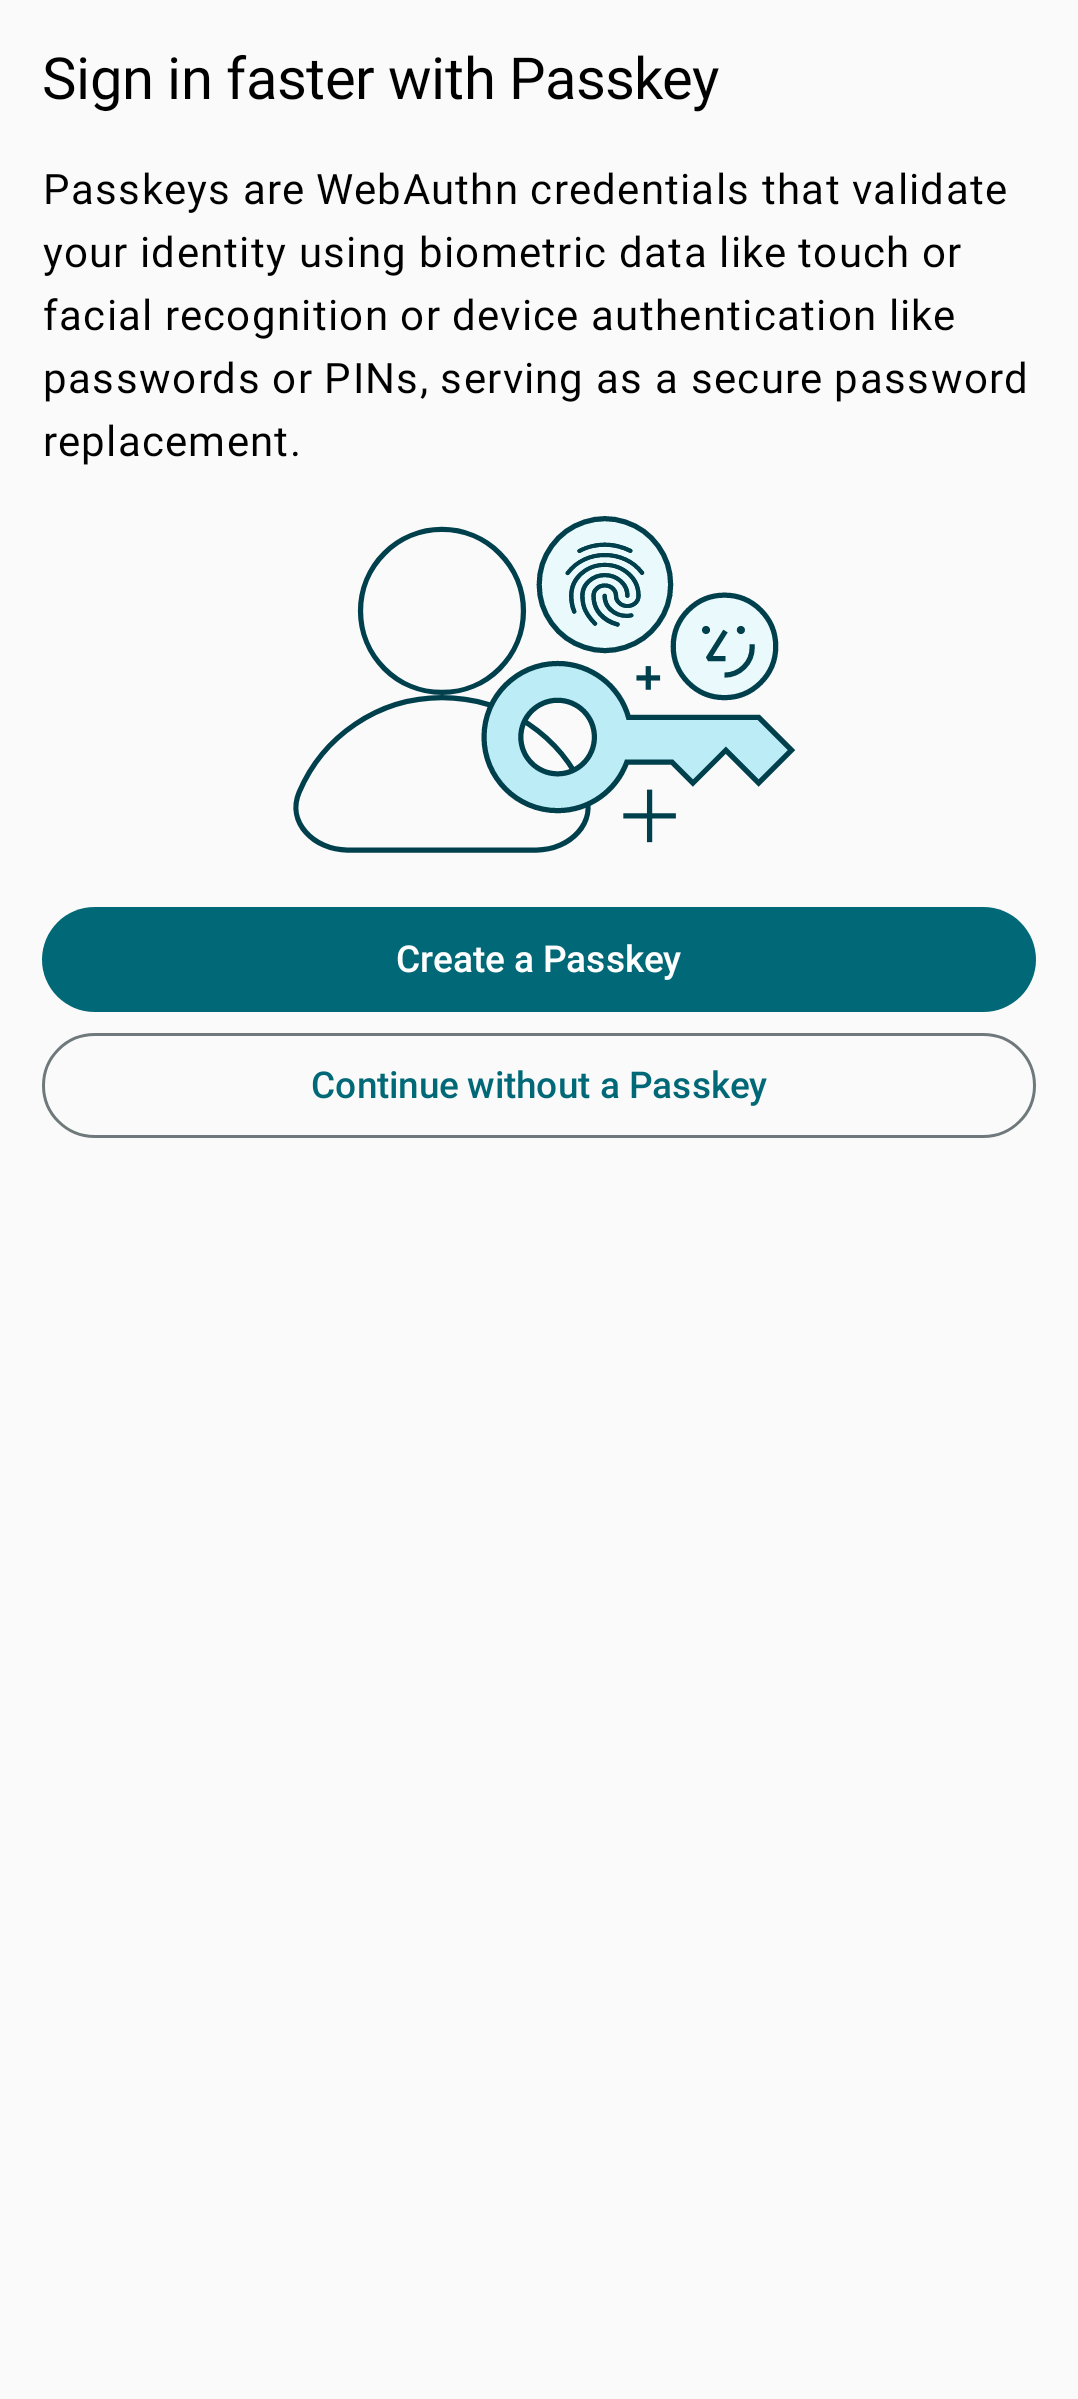 Sign in faster with Passkey
Passkeys are WebAuthn credentials that validate
your identity using biometric data like touch or
facial recognition or device authentication like
passwords or PINs, serving as a secure password
replacement.
Create a Passkey
Continue without a Passkey